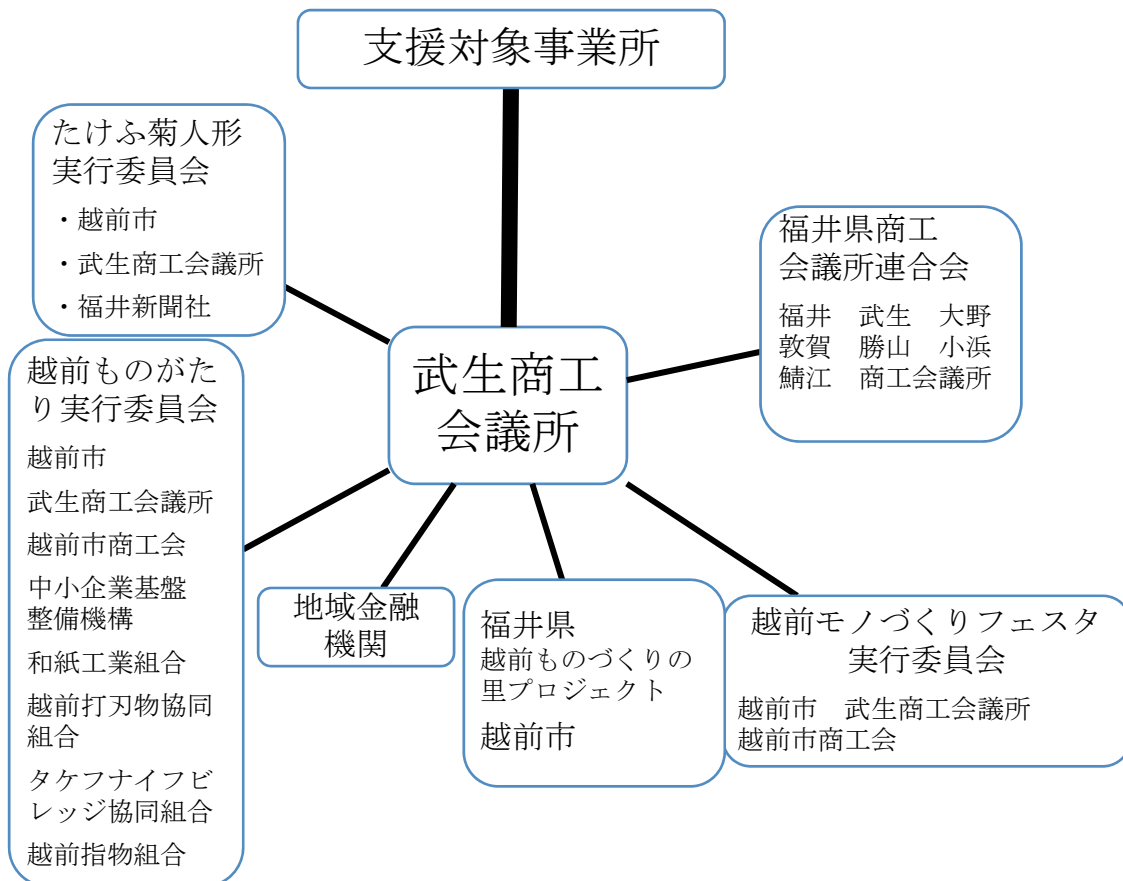 支援対象事業所
たけふ菊人形
実行委員会
・越前市
・武生商工会議所
・福井新聞社
福井県商工
会議所連合会
福井　武生　大野
敦賀　勝山　小浜
鯖江　商工会議所
武生商工
会議所
越前ものがた
り実行委員会
越前市
武生商工会議所
越前市商工会
中小企業基盤
整備機構
和紙工業組合
越前打刃物協同
組合
タケフナイフビ
レッジ協同組合
越前指物組合
地域金融
機関
福井県
越前ものづくりの
里プロジェクト
越前市
越前モノづくりフェスタ
実行委員会
越前市　武生商工会議所
越前市商工会